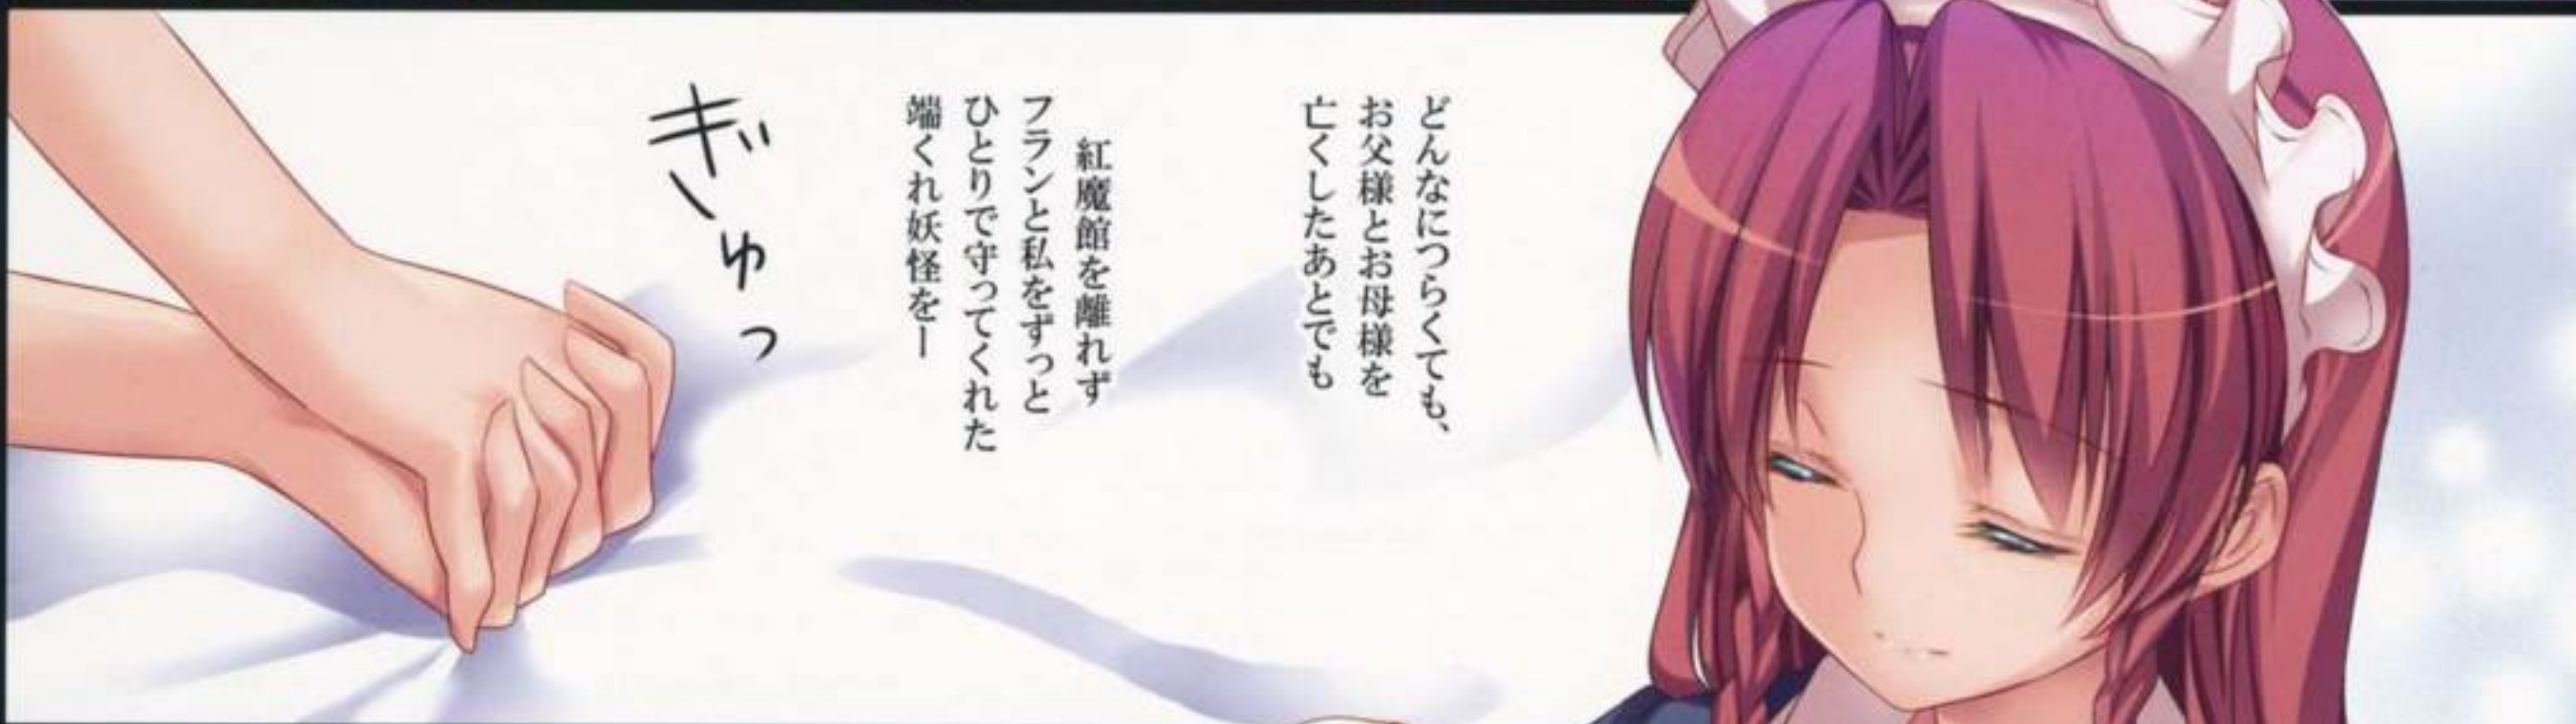 どんなにつらくても、
お父様とお母様を
亡くしたあとでも
紅魔館を離れず
フランと私をずっと
ひとりで守ってくれた
端くれ妖怪をー
ぎゅっ